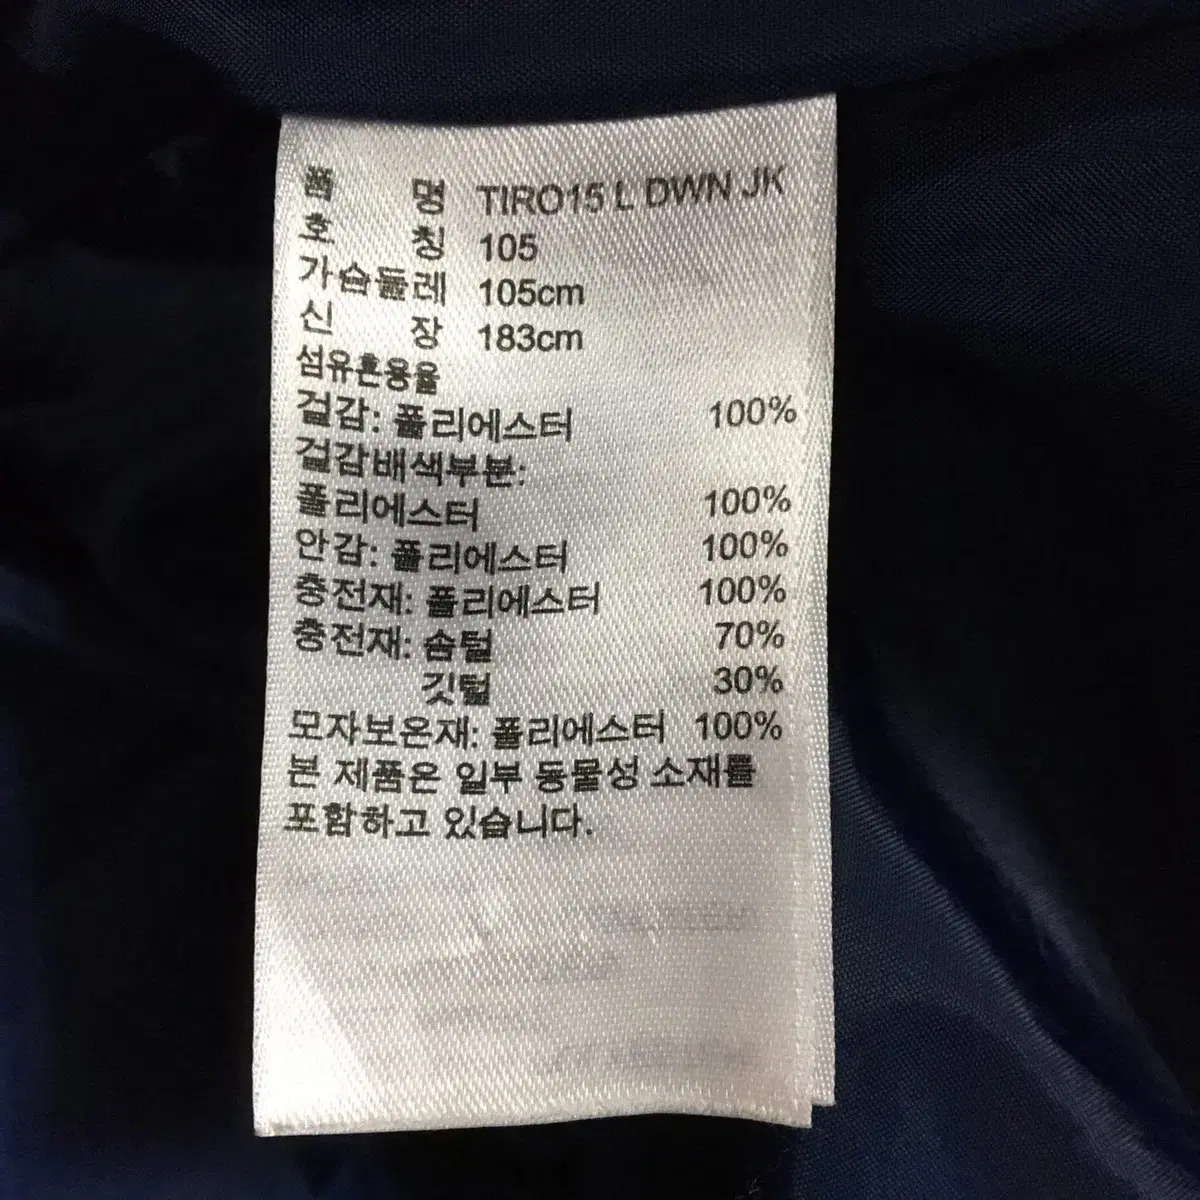 품 명 TIRO15 L DWN JK
호 칭 105
가슴둘레 105cm
신 장 183cm
섬유혼용율
겉감: 폴리에스터 100%
겉감배색부분:
폴리에스터 100%
안감: 폴리에스터 100%
충전재: 폴리에스터 100%
충전재: 솜털 70%
깃털 30%
모자보온재: 폴리에스터 100%
본 제품은 일부 동물성 소재를
포함하고 있습니다.